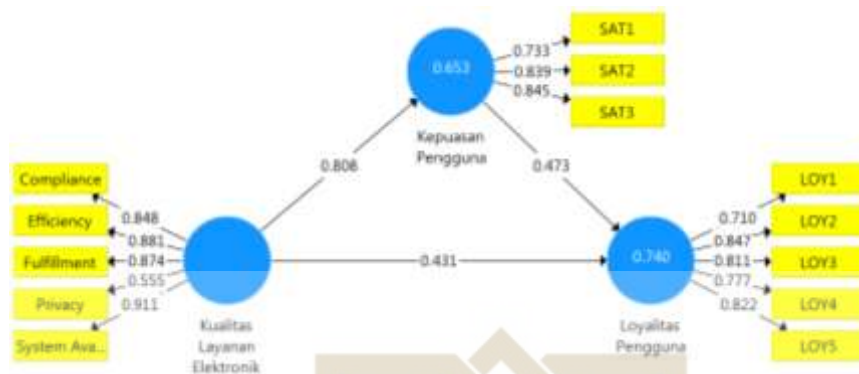 SAT1
0.733
0.653
0.839
SAT2
0.845
SAT3
Kepuasan
Pengguna
0.808
0.473
Compliance
0.848
Efficiency
0.881
Fulfillment
0.874
0.555
Privacy
0.911
System Ava...
Kualitas
Layanan
Elektronik
0.431
0.740
Loyalitas
Pengguna
LOY1
0.710
LOY2
0.847
LOY3
0.811
0.777
LOY4
0.822
LOY5